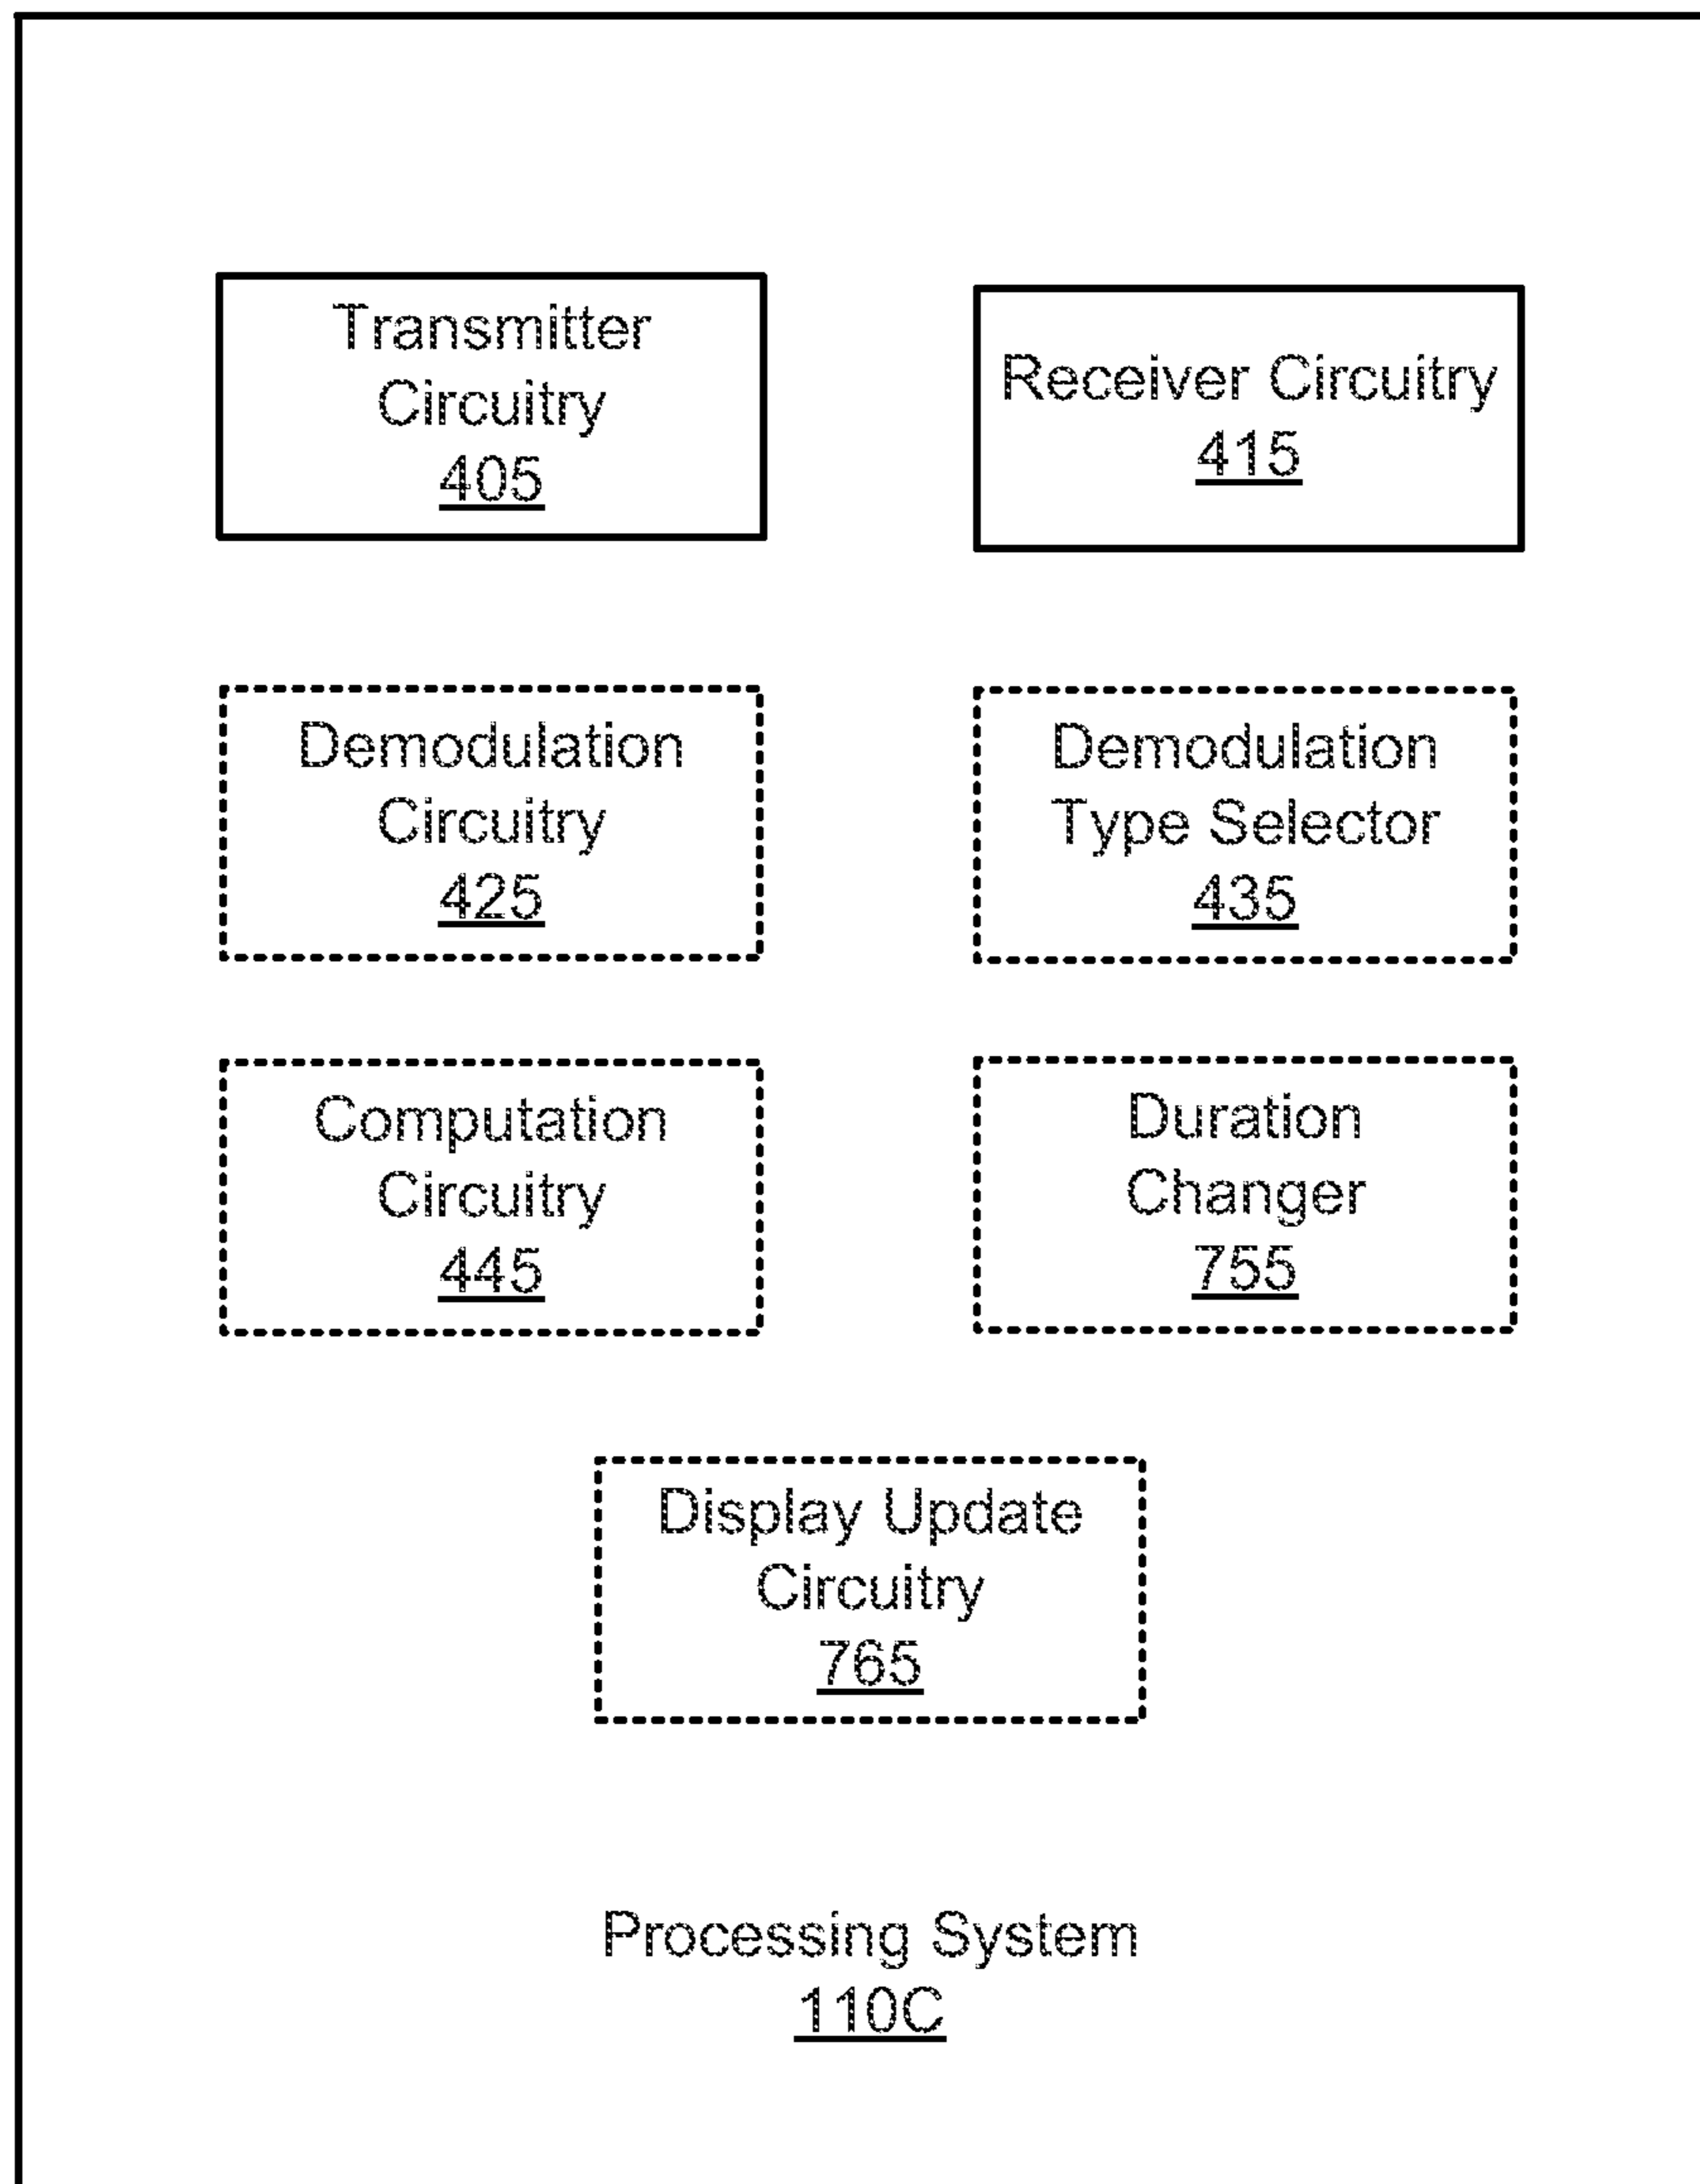 Transmitter
Circuitry
405
Receiver Circuitry
415
Demodulation
Circuitry
425
Demodulation
Type Selector
435
Computation
Circuitry
445
Duration
Changer
755
Display Update
Circuitry
765
Processing System
110C